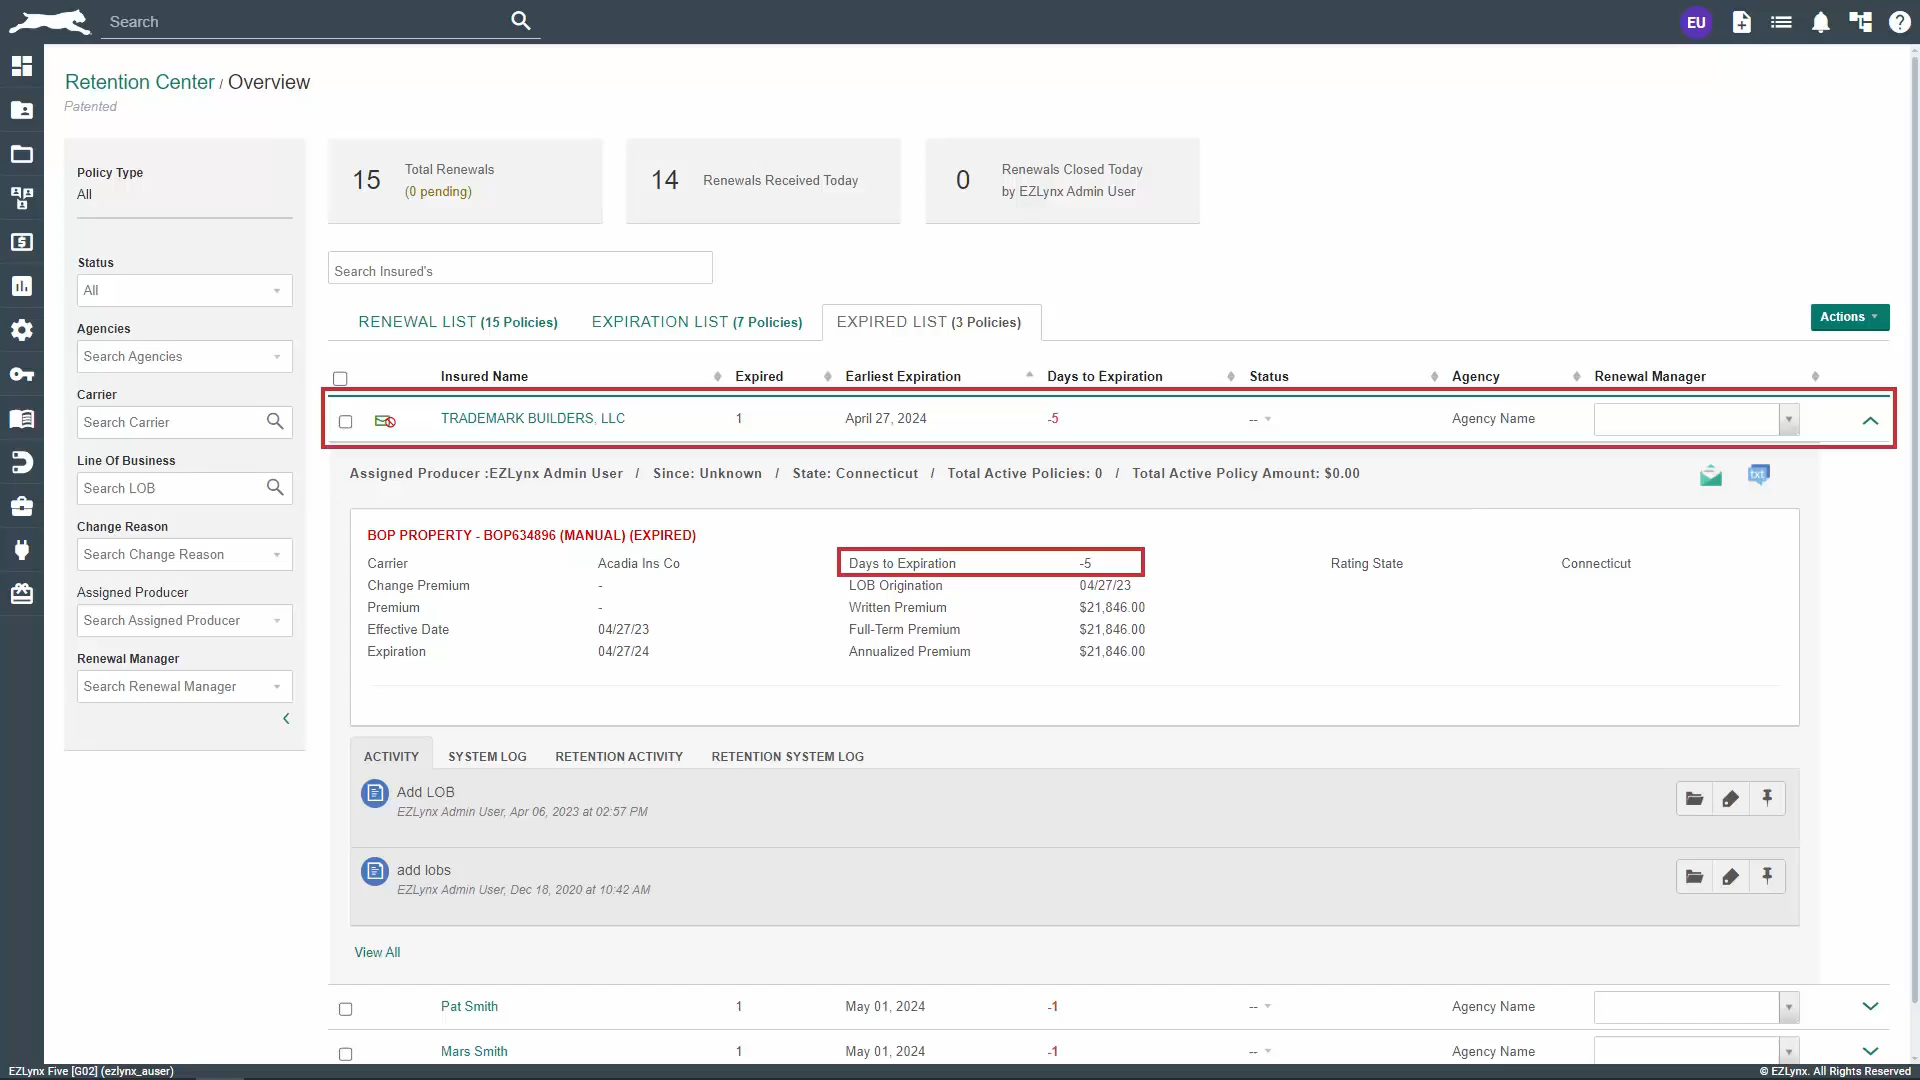 Search
EU
Retention Center / Overview
Patented
Policy Type
All
Status
All
Agencies
Search Agencies
Carrier
Search Carrier
Line Of Business
Search LOB
Change Reason
Search Change Reason
Assigned Producer
Search Assigned Producer
Renewal Manager
Search Renewal Manager
15 Total Renewals
(0 pending)
14 Renewals Received Today
0 Renewals Closed Today
by EZLynx Admin User
Search Insured's
RENEWAL LIST (15 Policies) EXPIRATION LIST (7 Policies) EXPIRED LIST (3 Policies) Actions
Insured Name Expired Earliest Expiration Days to Expiration Status Agency Renewal Manager
TRADEMARK BUILDERS, LLC 1 April 27, 2024 -5 -- Agency Name
Assigned Producer :EZLynx Admin User / Since: Unknown / State: Connecticut / Total Active Policies: 0 / Total Active Policy Amount: $0.00
txt
BOP PROPERTY - BOP634896 (MANUAL) (EXPIRED)
Carrier Acadia Ins Co Days to Expiration -5 Rating State Connecticut
Change Premium - LOB Origination 04/27/23
Premium - Written Premium $21,846.00
Effective Date 04/27/23 Full-Term Premium $21,846.00
Expiration 04/27/24 Annualized Premium $21,846.00
ACTIVITY SYSTEM LOG RETENTION ACTIVITY RETENTION SYSTEM LOG
Add LOB
EZLynx Admin User, Apr 06, 2023 at 02:57 PM
add lobs
EZLynx Admin User, Dec 18, 2020 at 10:42 AM
View All
Pat Smith 1 May 01, 2024 -1 -- Agency Name
Mars Smith 1 May 01, 2024 -1 -- Agency Name
EZLynx Five [G02] (ezlynx_auser) © EZLynx. All Rights Reserved